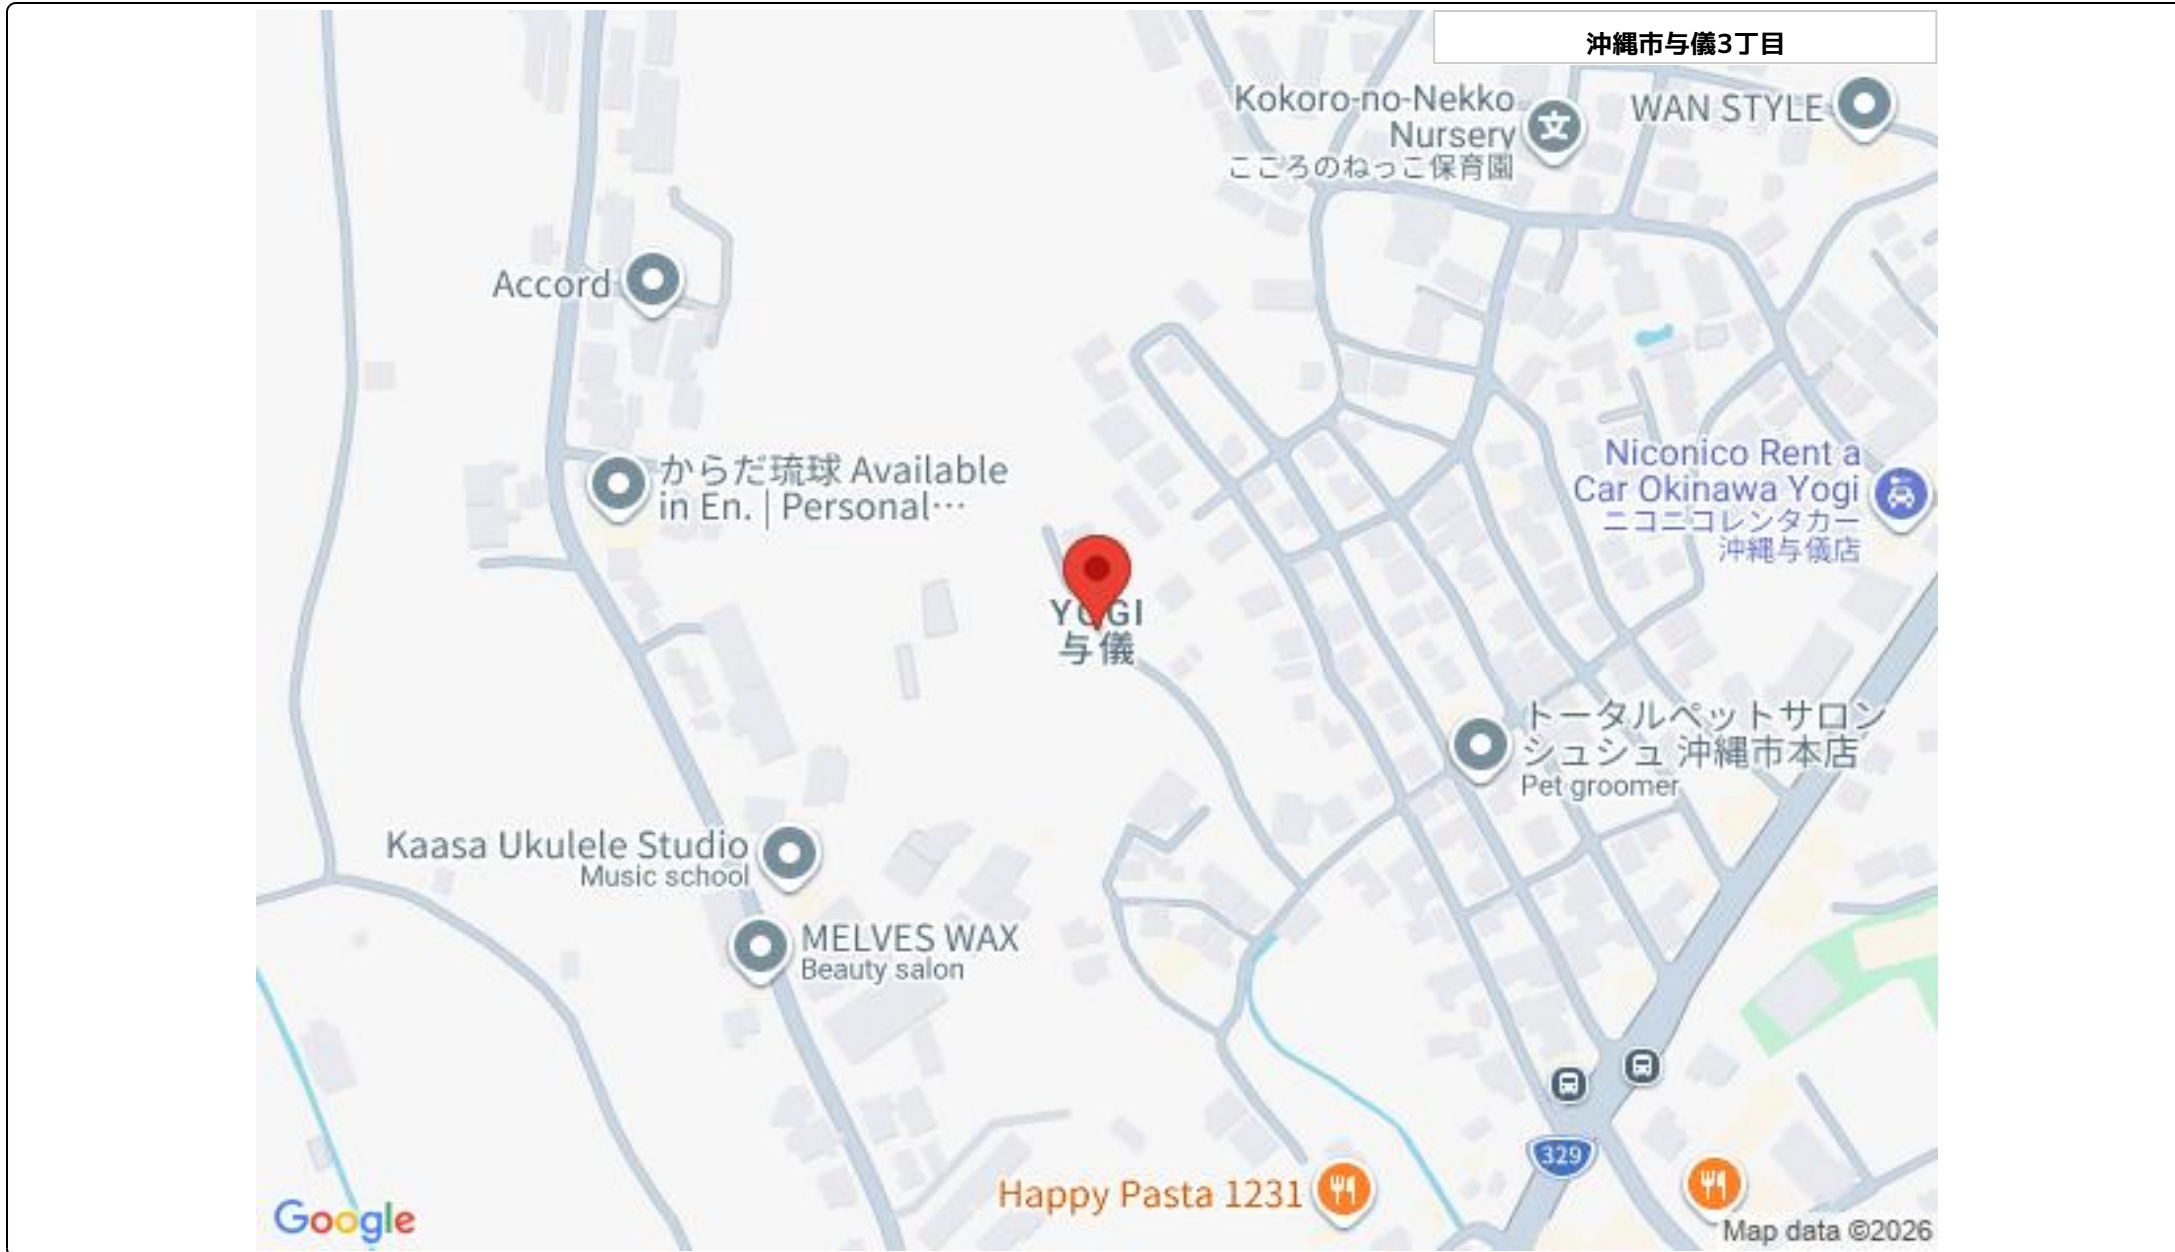 沖縄市与儀3丁目
Kokoro-no-Nekko
Nursery
こころのねっこ保育園
WAN STYLE
Accord
からだ琉球 Available
in En. | Personal…
Niconico Rent a
Car Okinawa Yogi
ニコニコレンタカー
沖縄与儀店
YOGI
与儀
トータルペットサロン
シュシュ 沖縄市本店
Pet groomer
Kaasa Ukulele Studio
Music school
MELVES WAX
Beauty salon
329
Happy Pasta 1231
Google
Map data ©2026